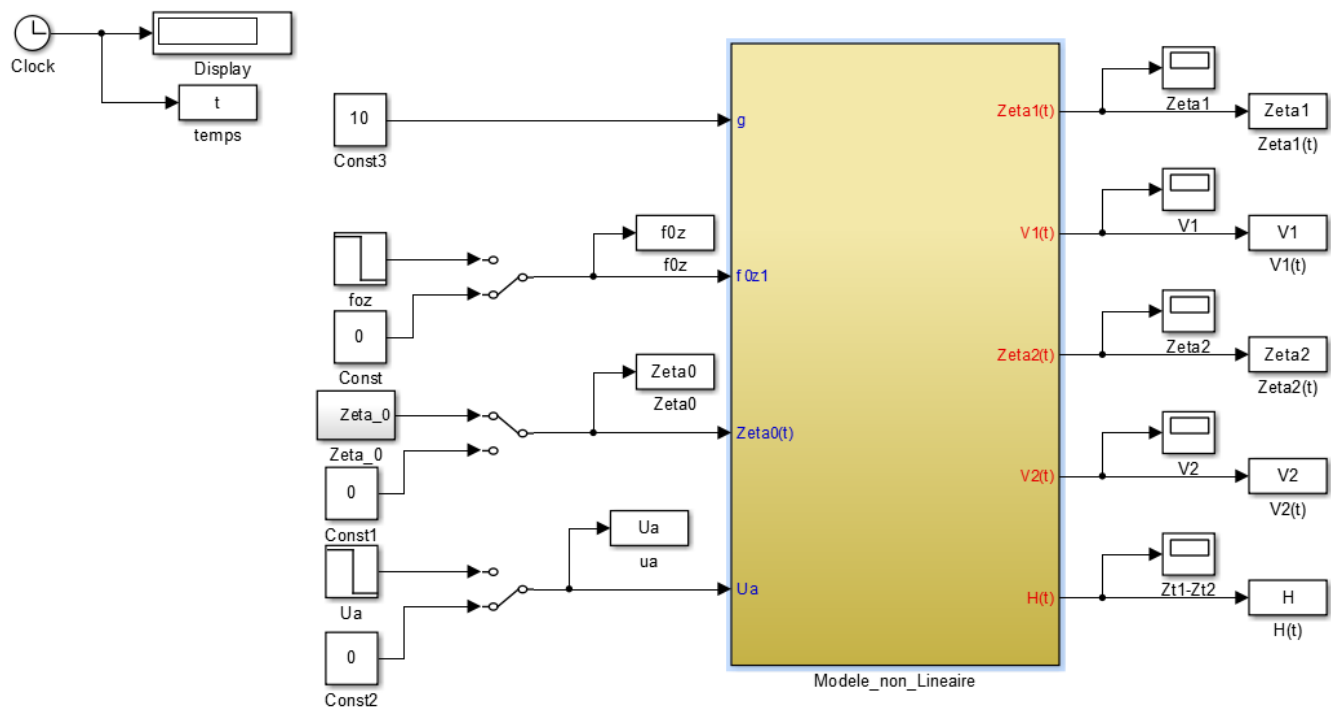 Clock
Display
t
temps
10
Const3
foz
0
Const
Zeta_0
Zeta_0
0
Const1
Ua
0
Const2
f0z
f0z
Zeta0
Zeta0
Ua
ua
g
f0z1
Zeta0(t)
Ua
Zeta1(t)
V1(t)
Zeta2(t)
V2(t)
H(t)
Modele_non_Lineaire
Zeta1
Zeta1
Zeta1(t)
V1
V1
V1(t)
Zeta2
Zeta2
Zeta2(t)
V2
V2
V2(t)
Zt1-Zt2
H
H(t)